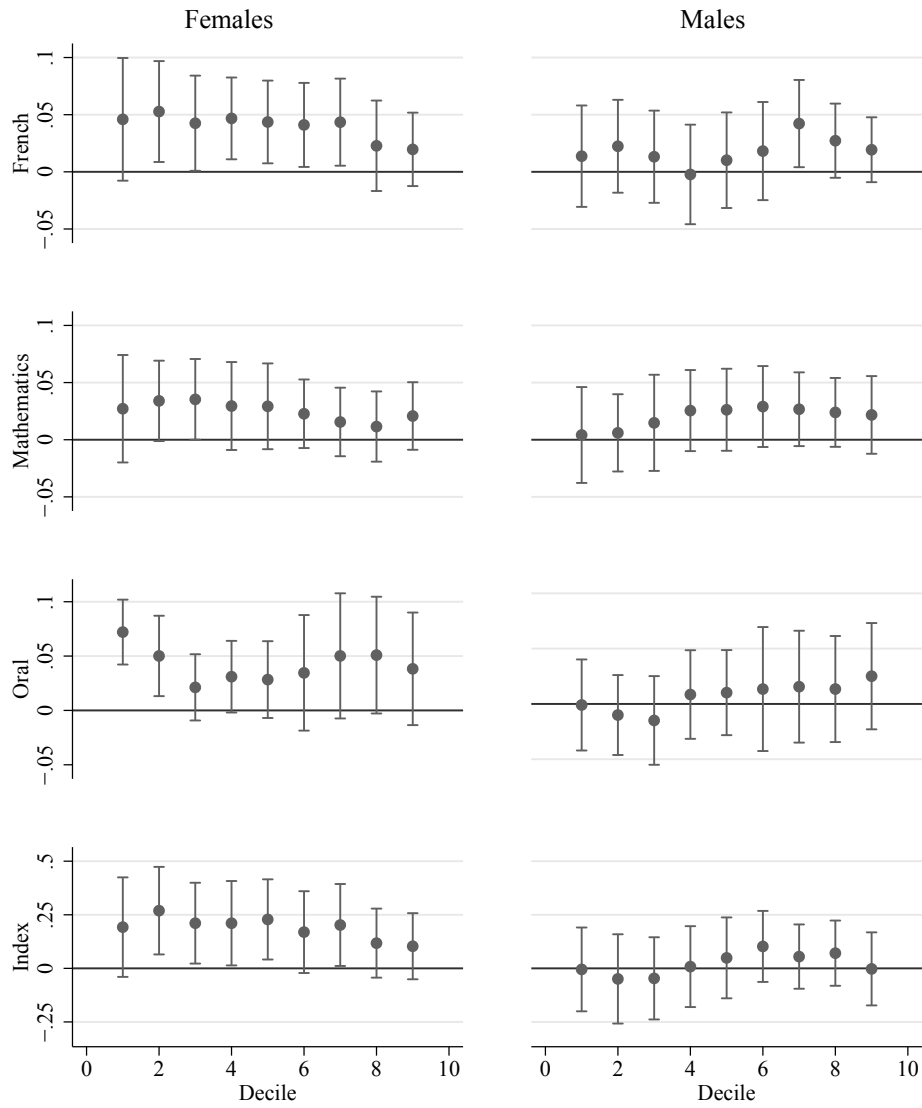 Females
Males
French
.1
.05
0
−.05
Mathematics
.1
.05
0
−.05
Oral
.1
.05
0
−.05
Index
.5
.25
0
−.25
0 2 4 6 8 10
Decile
0 2 4 6 8 10
Decile